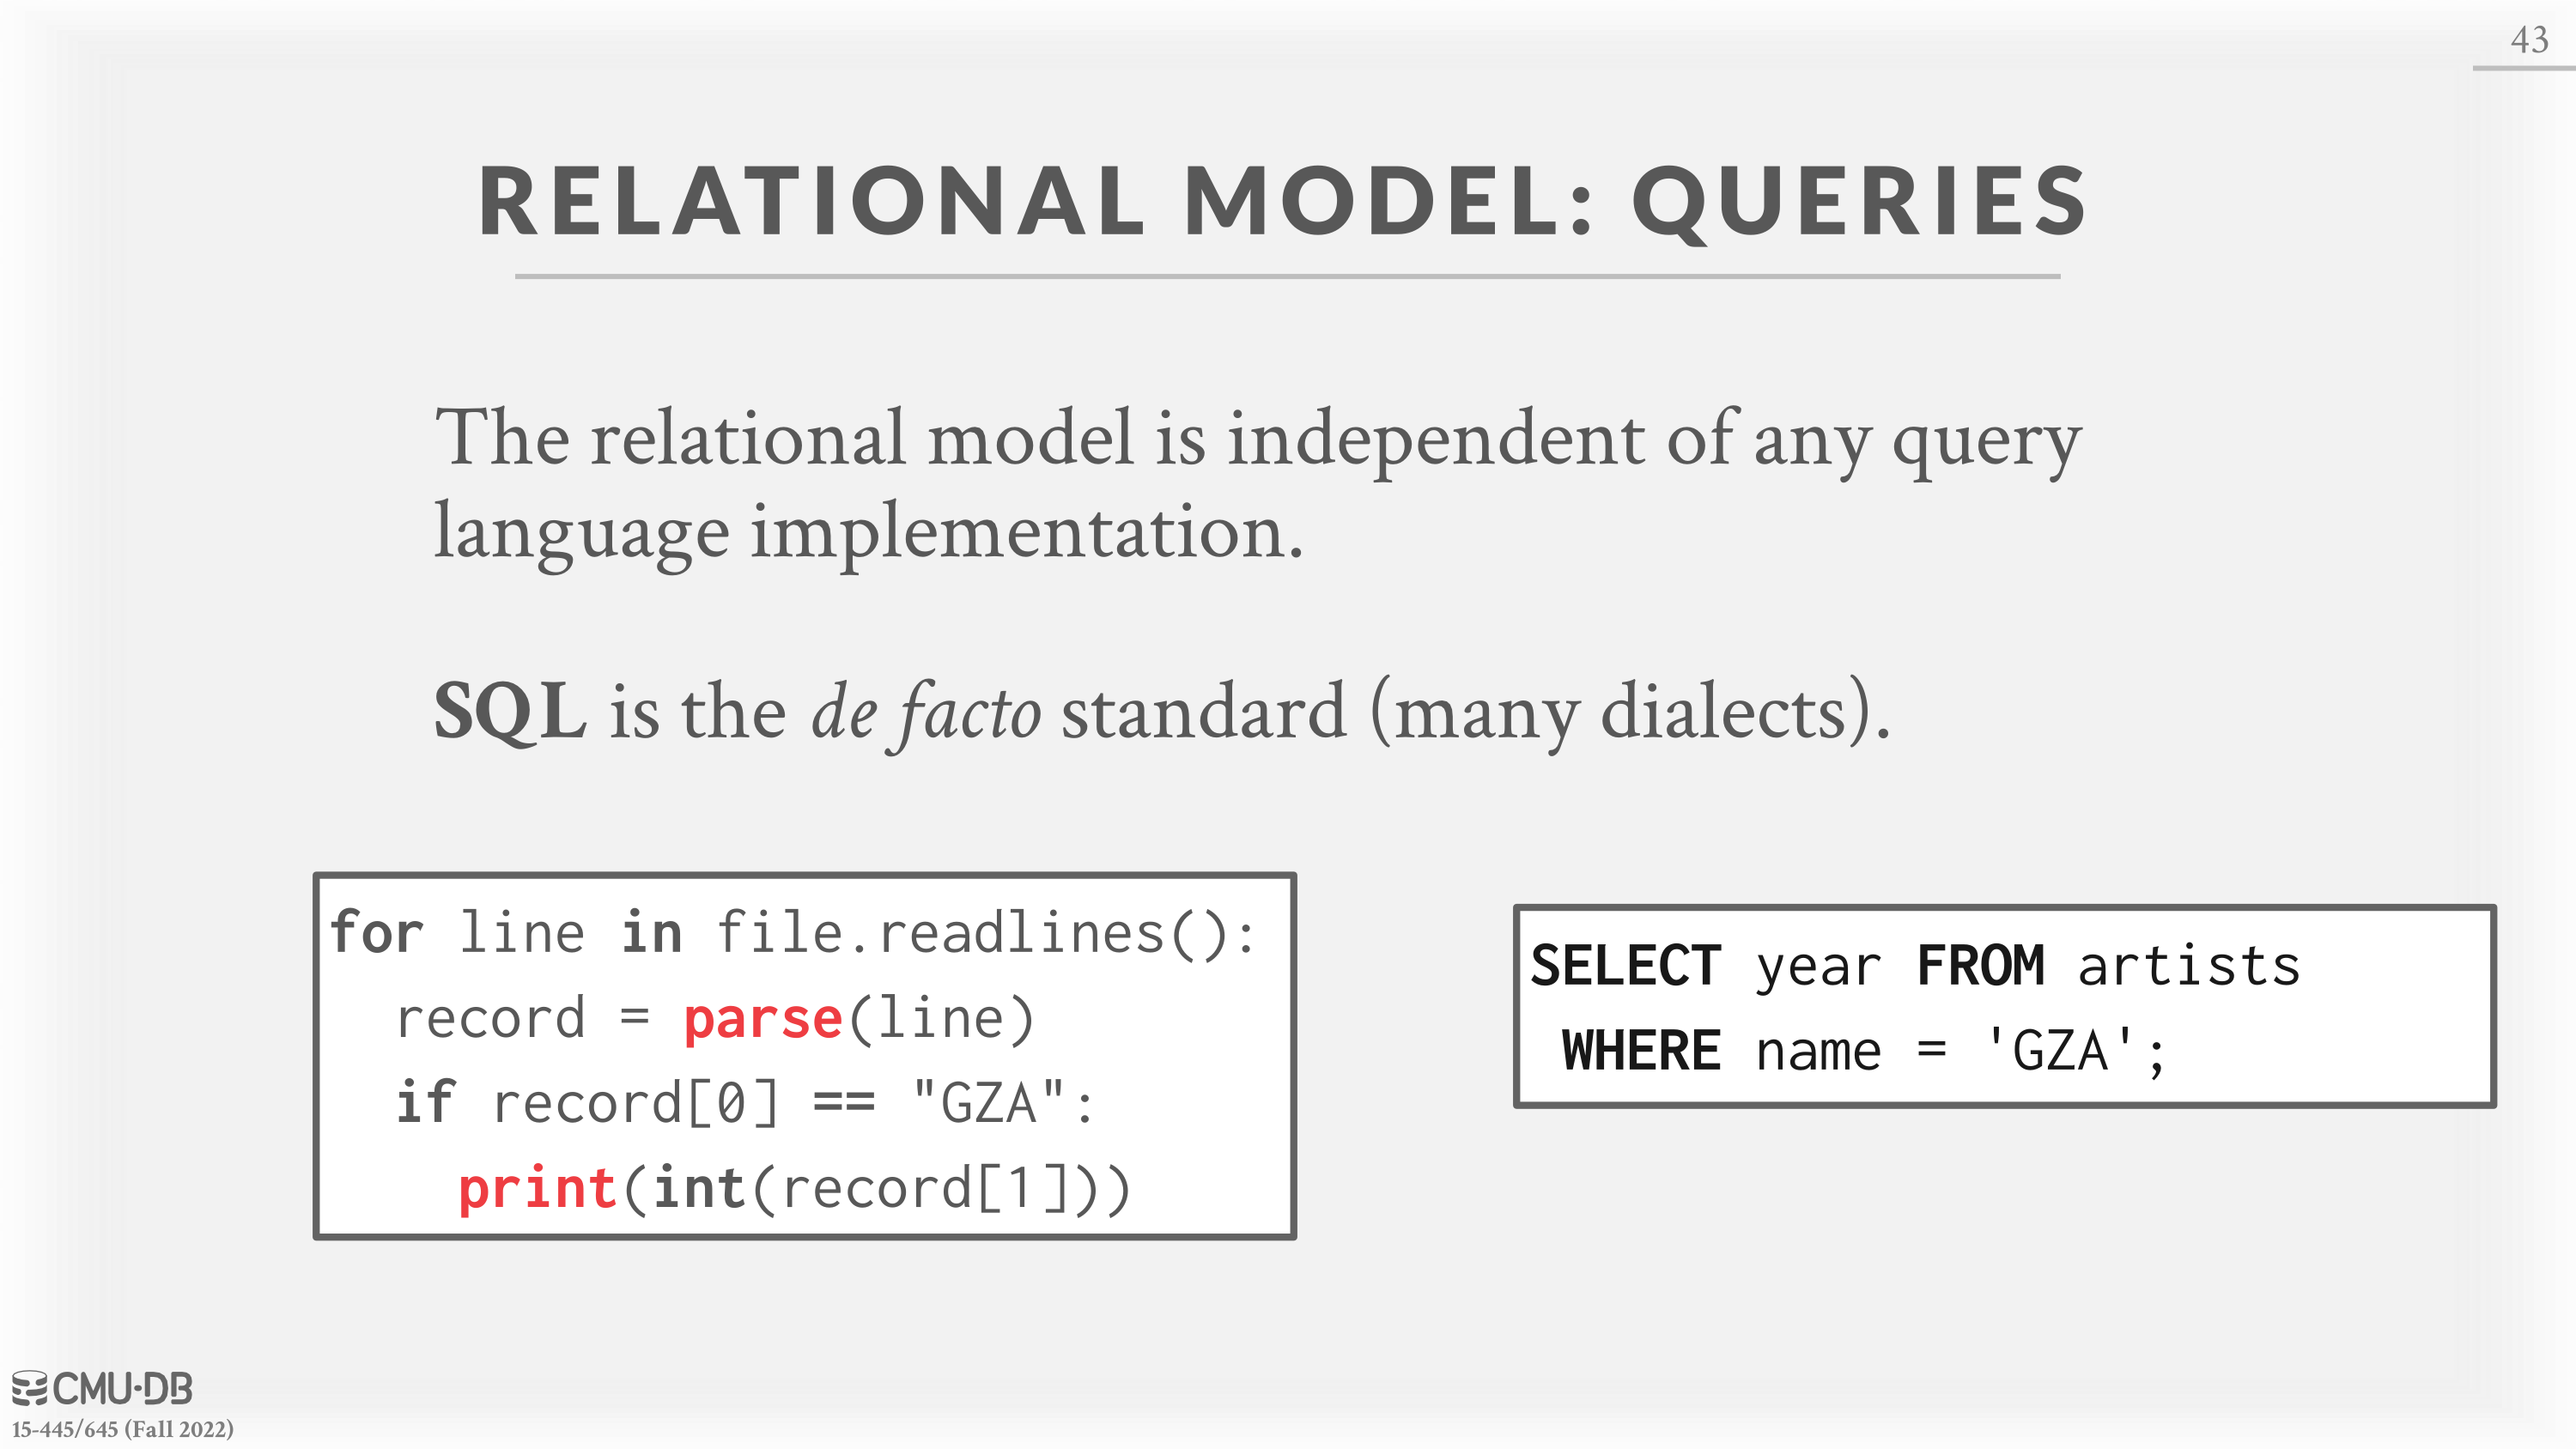 43
RELATIONAL MODEL: QUERIES
The relational model is independent of any query
language implementation.
SQL is the de facto standard (many dialects).
for line in file.readlines():
  record = parse(line)
  if record[0] == "GZA":
    print(int(record[1]))
SELECT year FROM artists
 WHERE name = 'GZA';
CMU·DB
15-445/645 (Fall 2022)